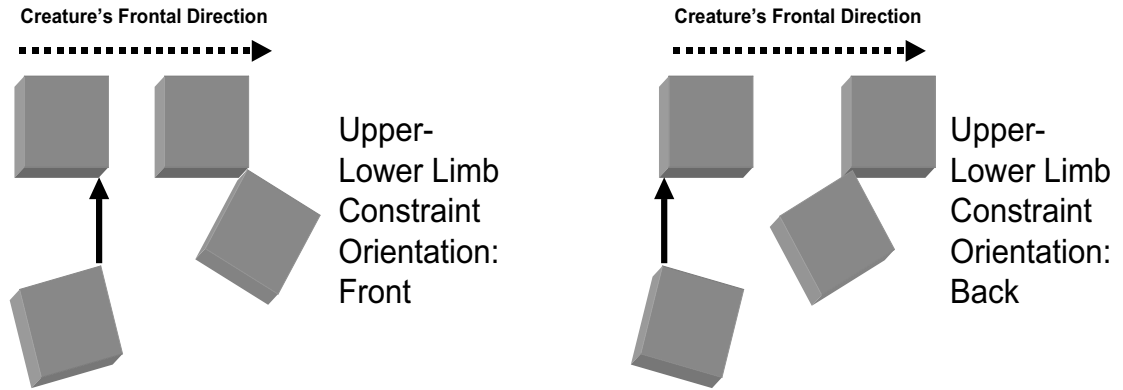 Creature's Frontal Direction
Upper-
Lower Limb
Constraint
Orientation:
Front
Creature's Frontal Direction
Upper-
Lower Limb
Constraint
Orientation:
Back